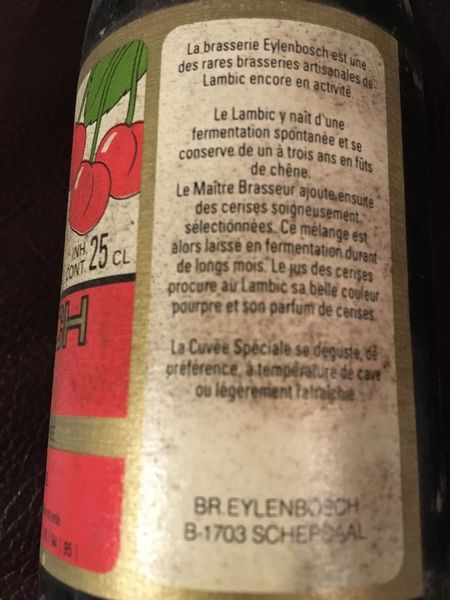 La brasserie Eylenbosch est une
des rares brasseries artisanales de
Lambic encore en activité.
Le Lambic y naît d'une
fermentation spontanée et se
conserve de un à trois ans en fûts
de chêne.
Le Maître Brasseur ajoute ensuite
des cerises soigneusement
sélectionnées. Ce mélange est
alors laissé en fermentation durant
de longs mois. Le jus des cerises
procure au Lambic sa belle couleur
pourpre et son parfum de cerises.
La Cuvée Spéciale se déguste, de
préférence, à température de cave
ou légèrement rafraîchie.
BR.EYLENBOSCH
B-1703 SCHEPDAAL
INH.
CONT. 25 CL
CH
94 | 95 |